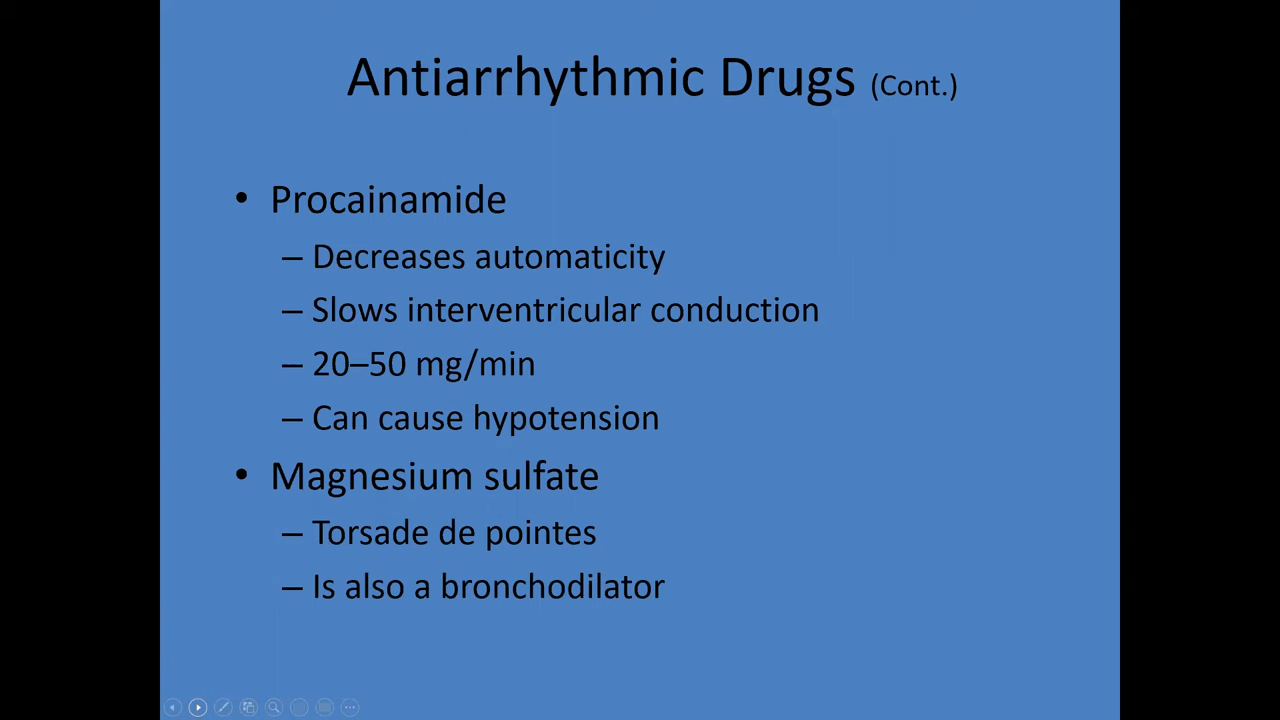 Antiarrhythmic Drugs (Cont.)
• Procainamide
– Decreases automaticity
– Slows interventricular conduction
– 20–50 mg/min
– Can cause hypotension
• Magnesium sulfate
– Torsade de pointes
– Is also a bronchodilator